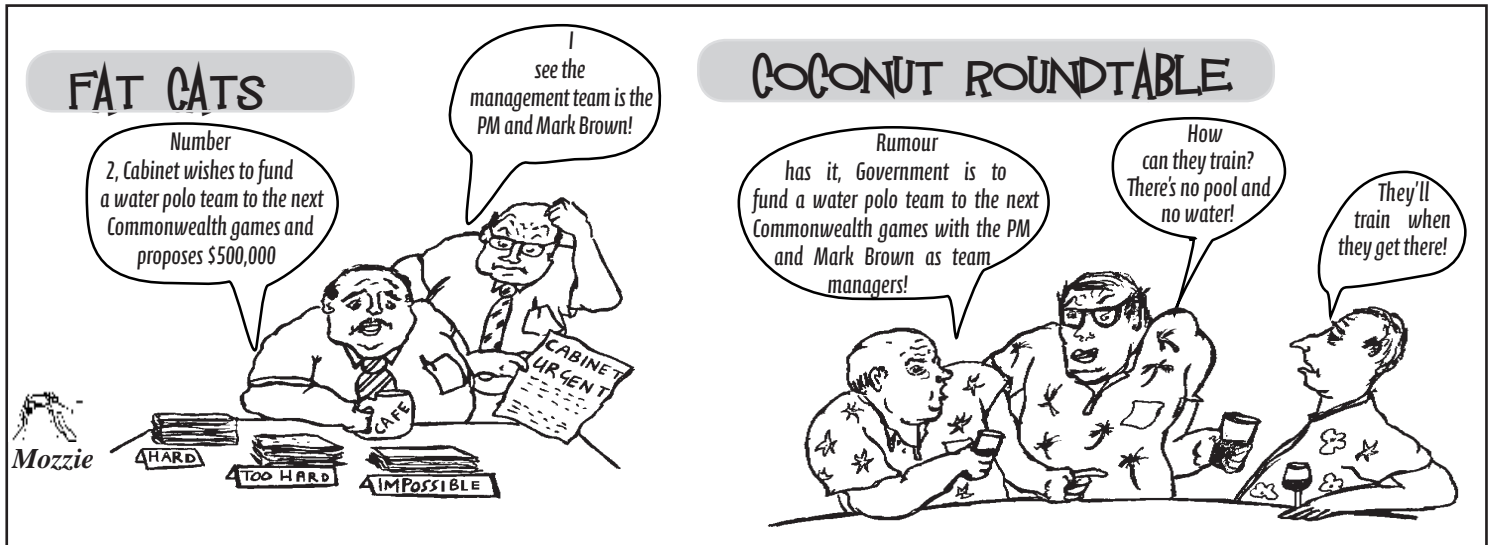 FAT CATS
Number
2, Cabinet wishes to fund
a water polo team to the next
Commonwealth games and
proposes $500,000
I
see the
management team is the
PM and Mark Brown!
CABINET
URGENT
CAFE
HARD
TOO HARD
IMPOSSIBLE
Mozzie
COCONUT ROUNDTABLE
Rumour
has it, Government is to
fund a water polo team to the next
Commonwealth games with the PM
and Mark Brown as team
managers!
How
can they train?
There's no pool and
no water!
They'll
train when
they get there!